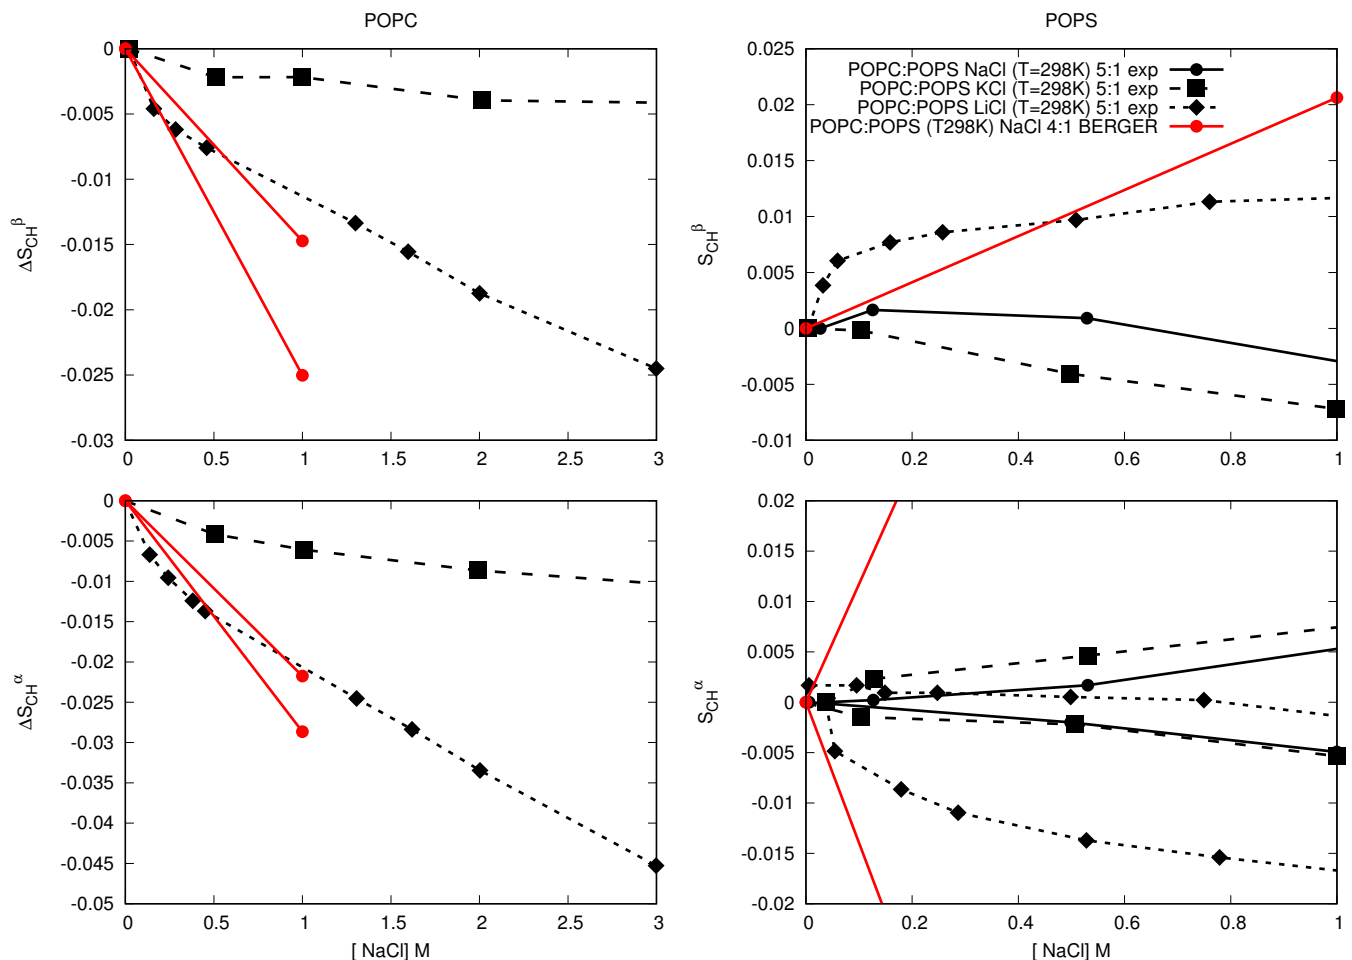 POPC
0
-0.005
-0.01
-0.015
-0.02
-0.025
-0.03
ΔS_CH^β
0 0.5 1 1.5 2 2.5 3
POPS
0.025
0.02
0.015
0.01
0.005
0
-0.005
-0.01
S_CH^β
0 0.2 0.4 0.6 0.8 1
POPC:POPS NaCl (T=298K) 5:1 exp
POPC:POPS KCl (T=298K) 5:1 exp
POPC:POPS LiCl (T=298K) 5:1 exp
POPC:POPS (T298K) NaCl 4:1 BERGER
0
-0.005
-0.01
-0.015
-0.02
-0.025
-0.03
-0.035
-0.04
-0.045
-0.05
ΔS_CH^α
0 0.5 1 1.5 2 2.5 3
[ NaCl] M
0.02
0.015
0.01
0.005
0
-0.005
-0.01
-0.015
-0.02
S_CH^α
0 0.2 0.4 0.6 0.8 1
[ NaCl] M